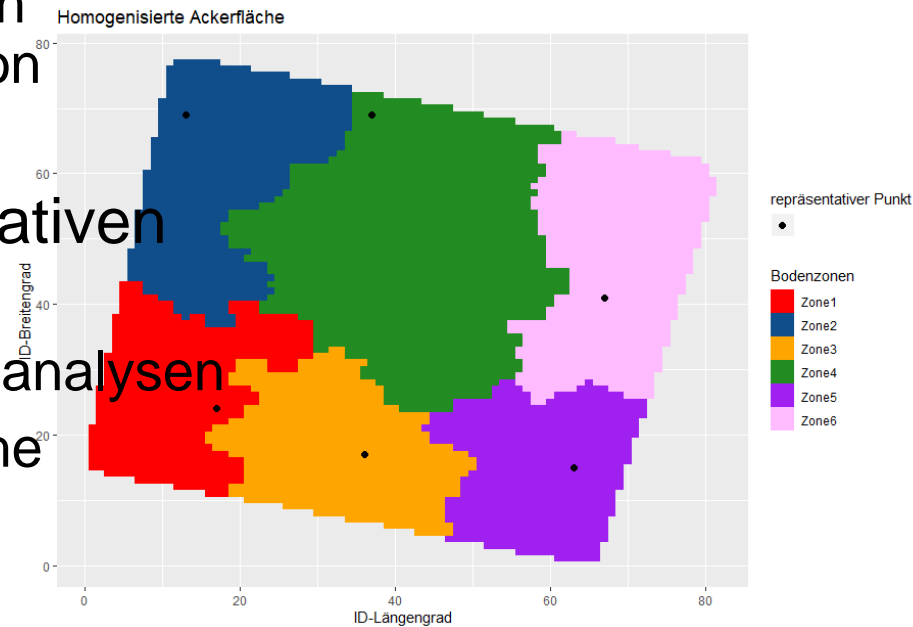 n
on
ativen
analysen
ne
Homogenisierte Ackerfläche
ID-Breitengrad
80
60
40
20
0
0 20 40 60 80
ID-Längengrad
repräsentativer Punkt
Bodenzonen
Zone1
Zone2
Zone3
Zone4
Zone5
Zone6